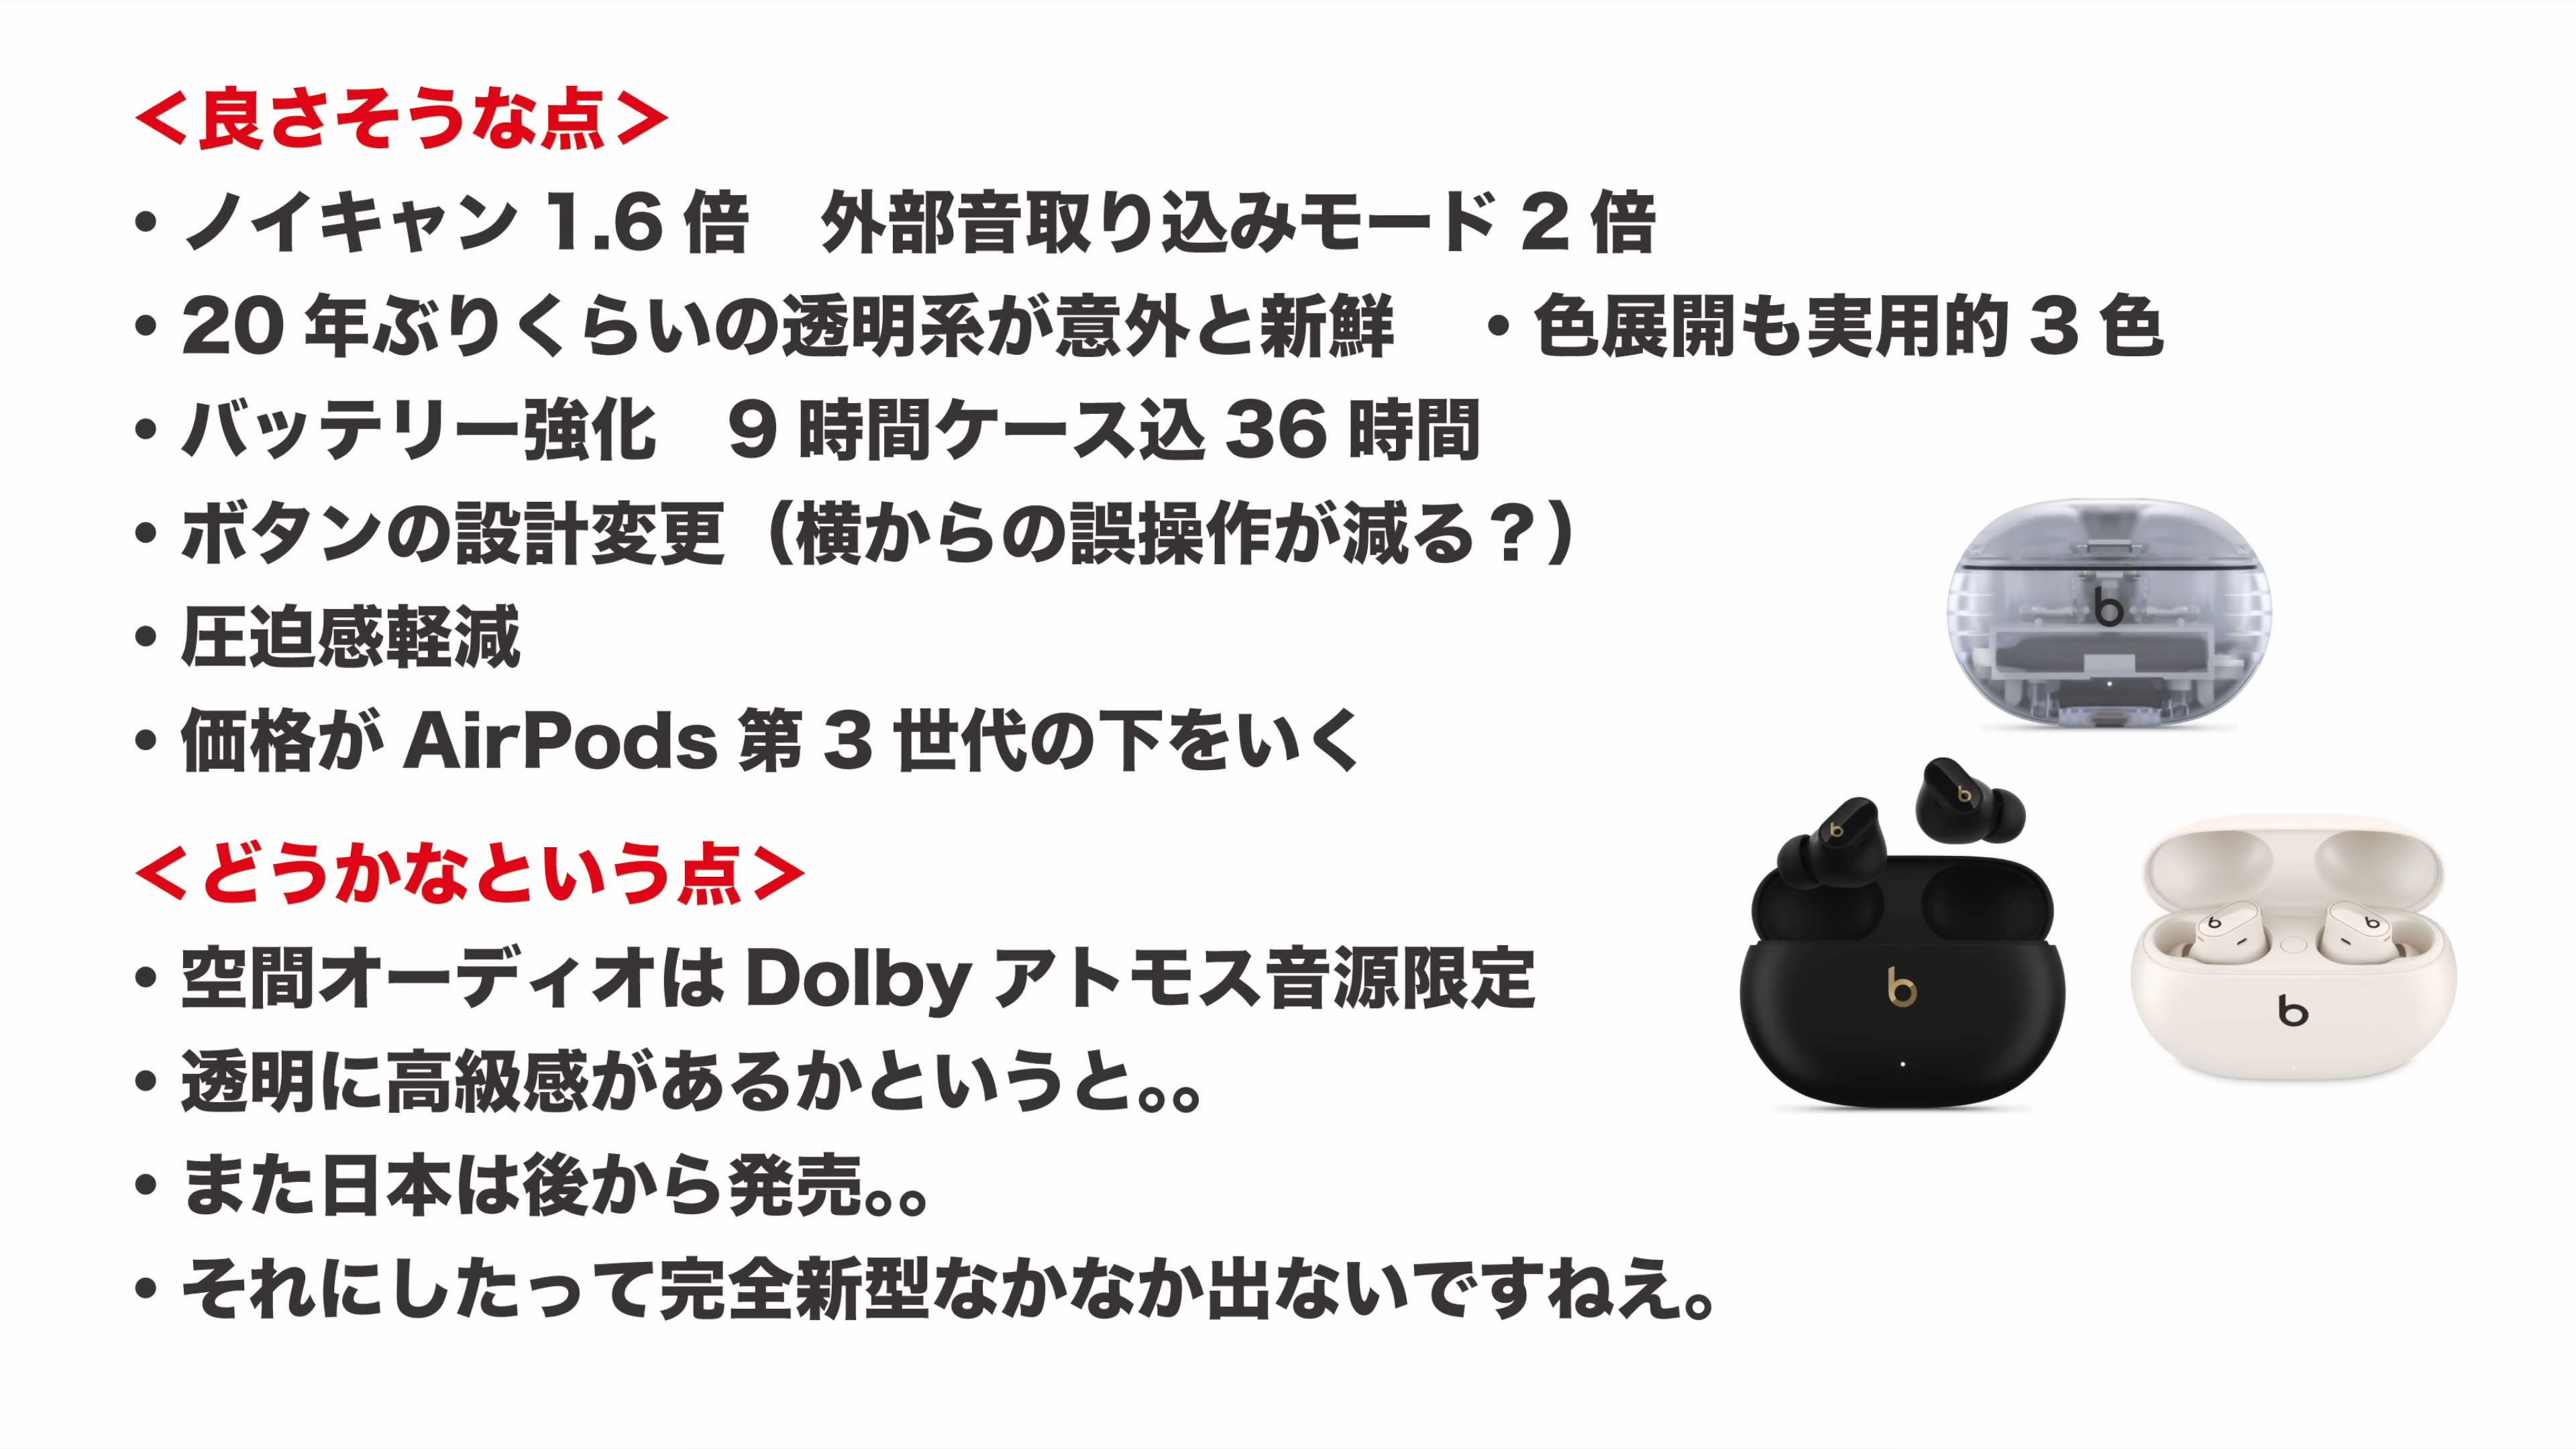 ＜良さそうな点＞
・ノイキャン 1.6 倍　外部音取り込みモード 2 倍
・20 年ぶりくらいの透明系が意外と新鮮　・色展開も実用的 3 色
・バッテリー強化　9 時間ケース込 36 時間
・ボタンの設計変更（横からの誤操作が減る？）
・圧迫感軽減
・価格が AirPods 第 3 世代の下をいく
＜どうかなという点＞
・空間オーディオは Dolby アトモス音源限定
・透明に高級感があるかというと。。
・また日本は後から発売。。
・それにしたって完全新型なかなか出ないですねえ。